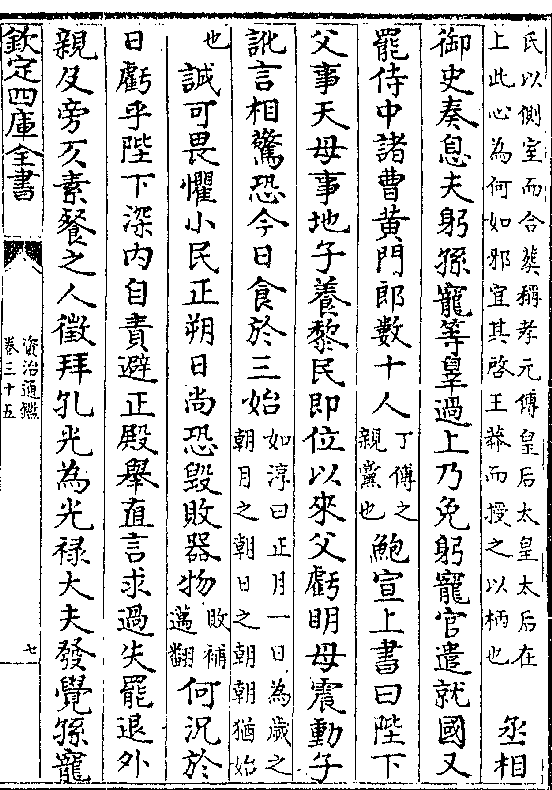 氏以側室而合葬稱孝元傅皇后太皇太后在
上此心為何如邪宜其啓王莽而授之以柄也
丞相
御史奏息夫躬孫寵等辠過上乃免躬寵官遣就國又
罷侍中諸曹黄門郎數十人
丁傅之
親黨也
鮑宣上書曰陛下
父事天母事地子養黎民即位以來父虧明母震動子
訛言相驚恐今日食於三始
如淳曰正月一日為歲之
朝月之朝日之朝朝猶始
也
誠可畏懼小民正朔日尚恐毁敗器物
敗補
邁翻
何況於
日虧乎陛下深内自責避正殿舉直言求過失罷退外
親及旁仄素餐之人徵拜孔光為光禄大夫發覺孫寵
欽定四庫全書
資治通鑑
卷三十五
七